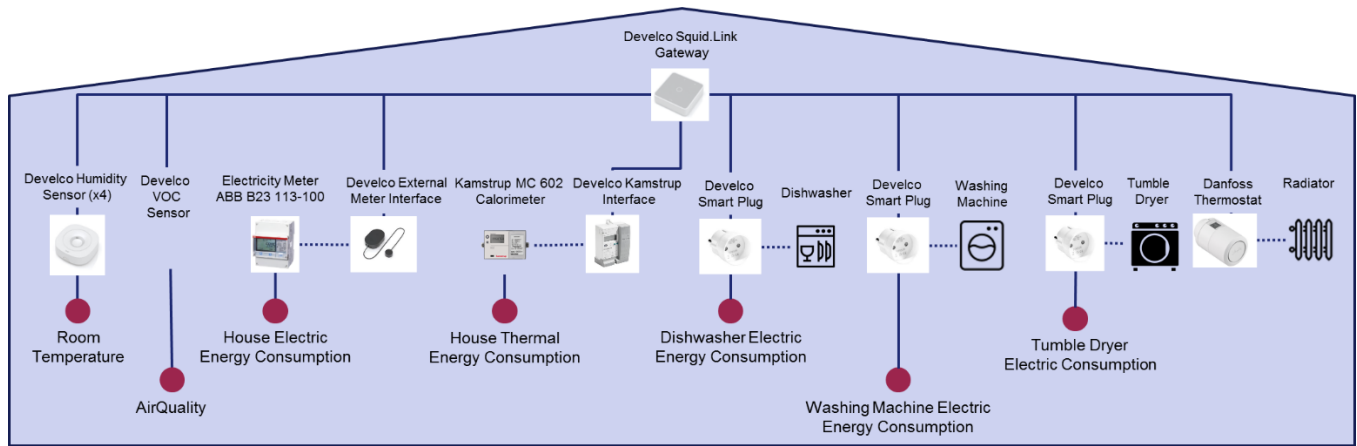 Develco Squid.Link
Gateway
Develco Humidity
Sensor (x4)
Develco
VOC
Sensor
Electricity Meter
ABB B23 113-100
Develco External
Meter Interface
Kamstrup MC 602
Calorimeter
Develco Kamstrup
Interface
Develco
Smart Plug
Dishwasher
Develco
Smart Plug
Washing
Machine
Develco
Smart Plug
Tumble
Dryer
Danfoss
Thermostat
Radiator
Room
Temperature
House Electric
Energy Consumption
House Thermal
Energy Consumption
Dishwasher Electric
Energy Consumption
Tumble Dryer
Electric Consumption
AirQuality
Washing Machine Electric
Energy Consumption